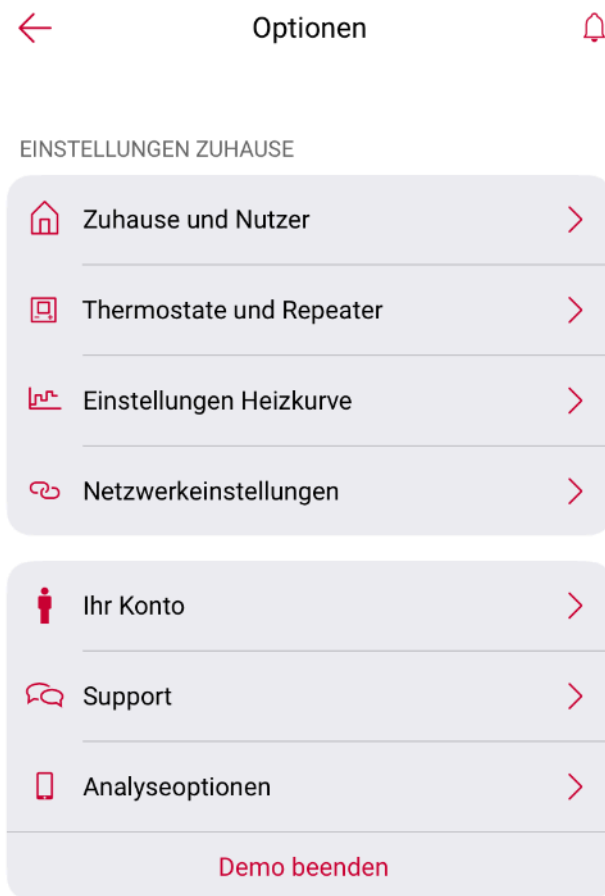 Optionen
EINSTELLUNGEN ZUHAUSE
Zuhause und Nutzer
Thermostate und Repeater
Einstellungen Heizkurve
Netzwerkeinstellungen
Ihr Konto
Support
Analyseoptionen
Demo beenden